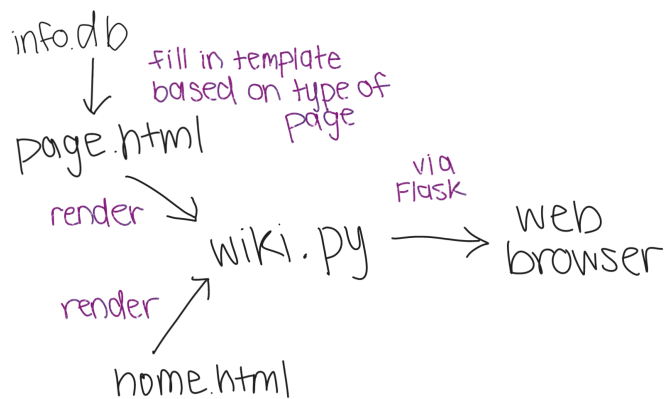 info.db
fill in template
based on type of
page
page.html
render
via
Flask
wiki.py
web
browser
render
home.html